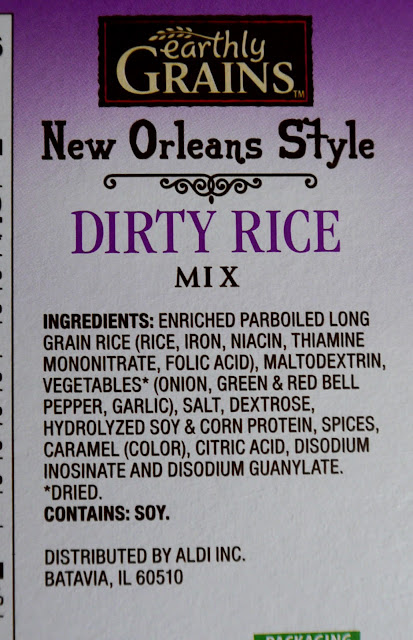 earthly
GRAINS™
New Orleans Style
DIRTY RICE
MIX
INGREDIENTS: ENRICHED PARBOILED LONG
GRAIN RICE (RICE, IRON, NIACIN, THIAMINE
MONONITRATE, FOLIC ACID), MALTODEXTRIN,
VEGETABLES* (ONION, GREEN & RED BELL
PEPPER, GARLIC), SALT, DEXTROSE,
HYDROLYZED SOY & CORN PROTEIN, SPICES,
CARAMEL (COLOR), CITRIC ACID, DISODIUM
INOSINATE AND DISODIUM GUANYLATE.
*DRIED.
CONTAINS: SOY.
DISTRIBUTED BY ALDI INC.
BATAVIA, IL 60510
PACKAGING